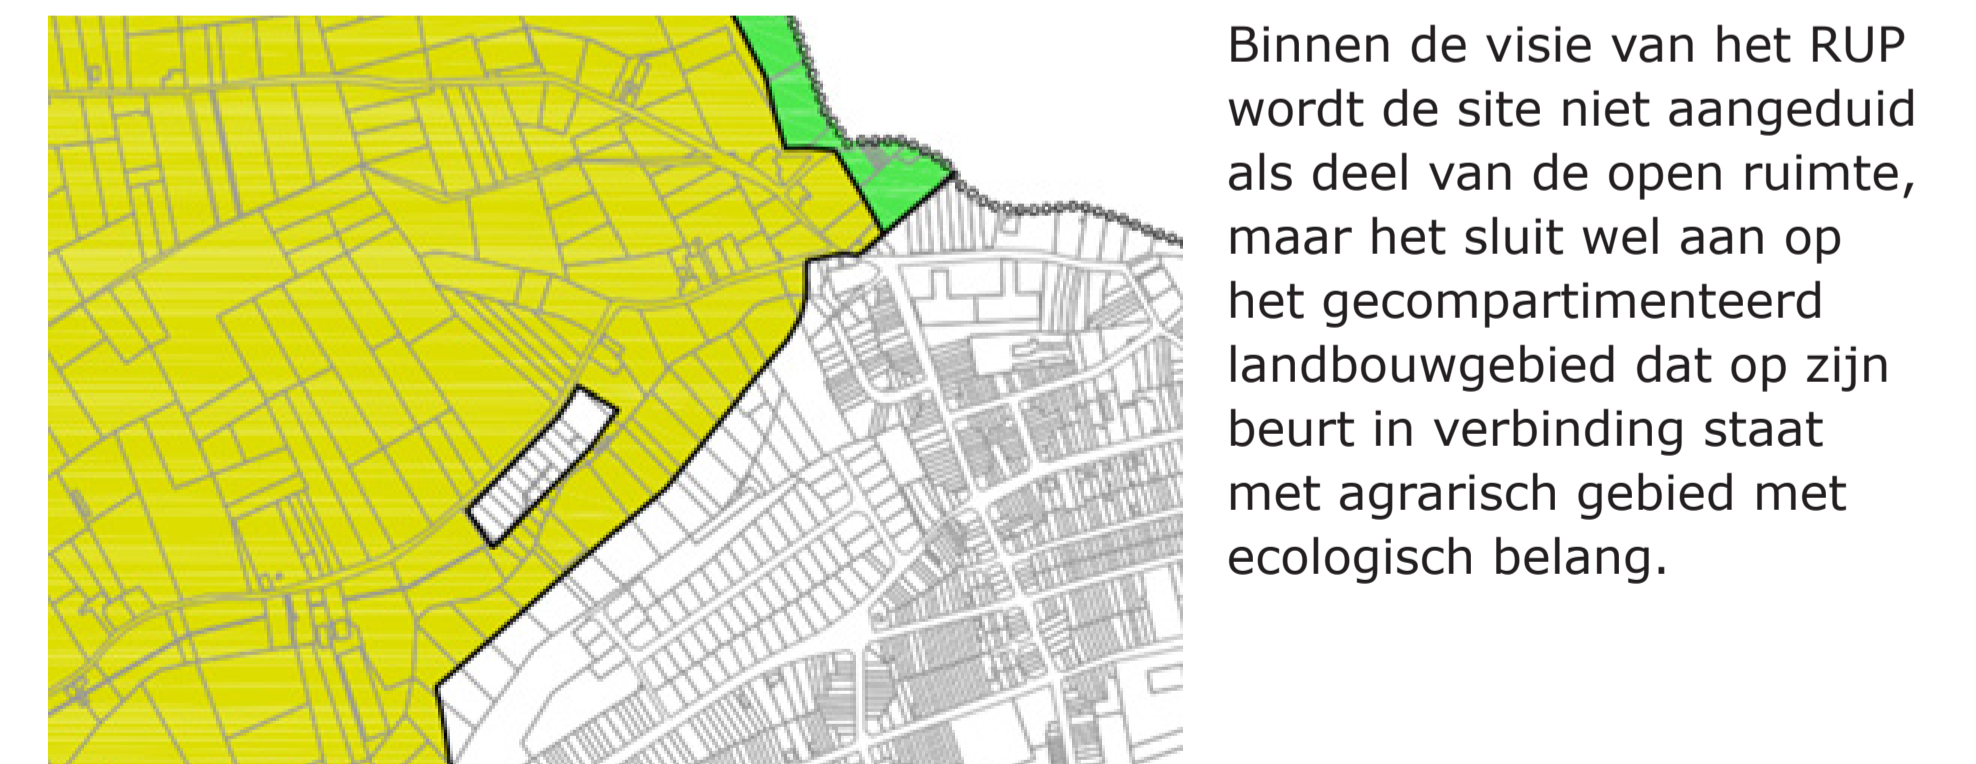 Binnen de visie van het RUP
wordt de site niet aangeduid
als deel van de open ruimte,
maar het sluit wel aan op
het gecompartimenteerd
landbouwgebied dat op zijn
beurt in verbinding staat
met agrarisch gebied met
ecologisch belang.